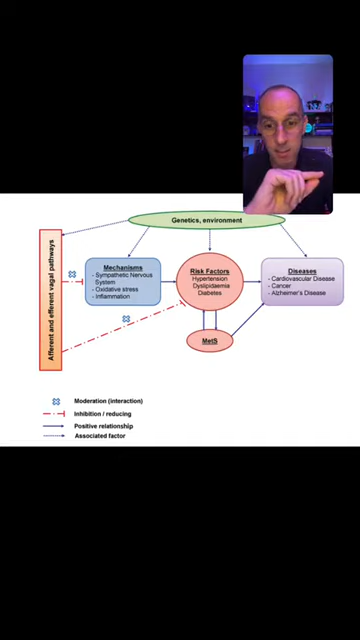 Genetics, environment
Afferent and efferent vagal pathways
Mechanisms
- Sympathetic Nervous
System
- Oxidative stress
- Inflammation
Risk Factors
Hypertension
Dyslipidaemia
Diabetes
Diseases
- Cardiovascular Disease
- Cancer
- Alzheimer's Disease
MetS
Moderation (interaction)
Inhibition / reducing
Positive relationship
Associated factor